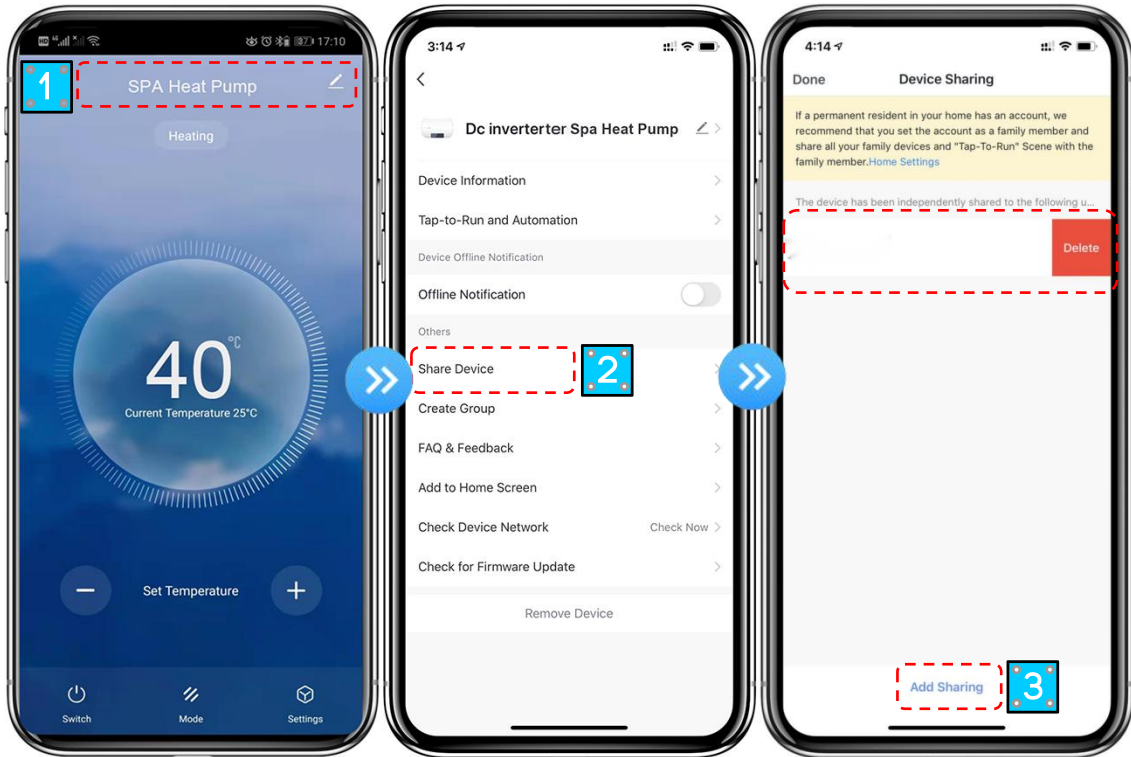 HD 46 37 17:10
1
SPA Heat Pump
Heating
40 °C
Current Temperature 25°C
Set Temperature
Switch
Mode
Settings
3:14
Dc inverterter Spa Heat Pump
Device Information
Tap-to-Run and Automation
Device Offline Notification
Offline Notification
Others
Share Device
2
Create Group
FAQ & Feedback
Add to Home Screen
Check Device Network Check Now
Check for Firmware Update
Remove Device
4:14
Done Device Sharing
If a permanent resident in your home has an account, we
recommend that you set the account as a family member and
share all your family devices and "Tap-To-Run" Scene with the
family member.Home Settings
The device has been independently shared to the following u...
Delete
Add Sharing
3